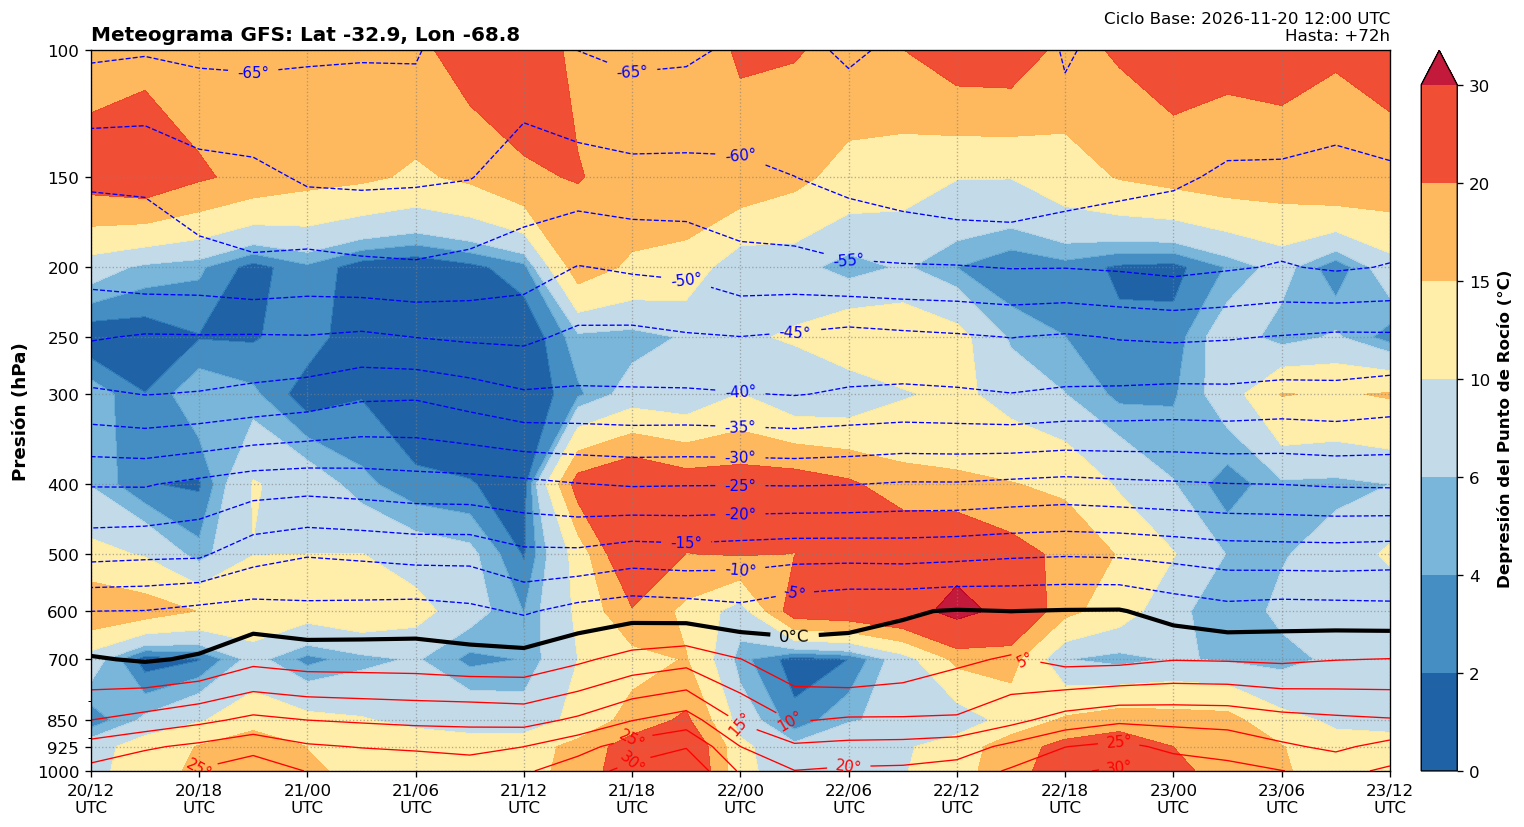 Meteograma GFS: Lat -32.9, Lon -68.8
Ciclo Base: 2026-11-20 12:00 UTC
Hasta: +72h
Presión (hPa)
100
150
200
250
300
400
500
600
700
850
925
1000
-65°
-65°
-60°
-55°
-50°
-45°
-40°
-35°
-30°
-25°
-20°
-15°
-10°
-5°
0°C
5°
10°
15°
25°
25°
20°
25°
30°
30°
20/12 UTC
20/18 UTC
21/00 UTC
21/06 UTC
21/12 UTC
21/18 UTC
22/00 UTC
22/06 UTC
22/12 UTC
22/18 UTC
23/00 UTC
23/06 UTC
23/12 UTC
30
20
15
10
6
4
2
0
Depresión del Punto de Rocío (°C)